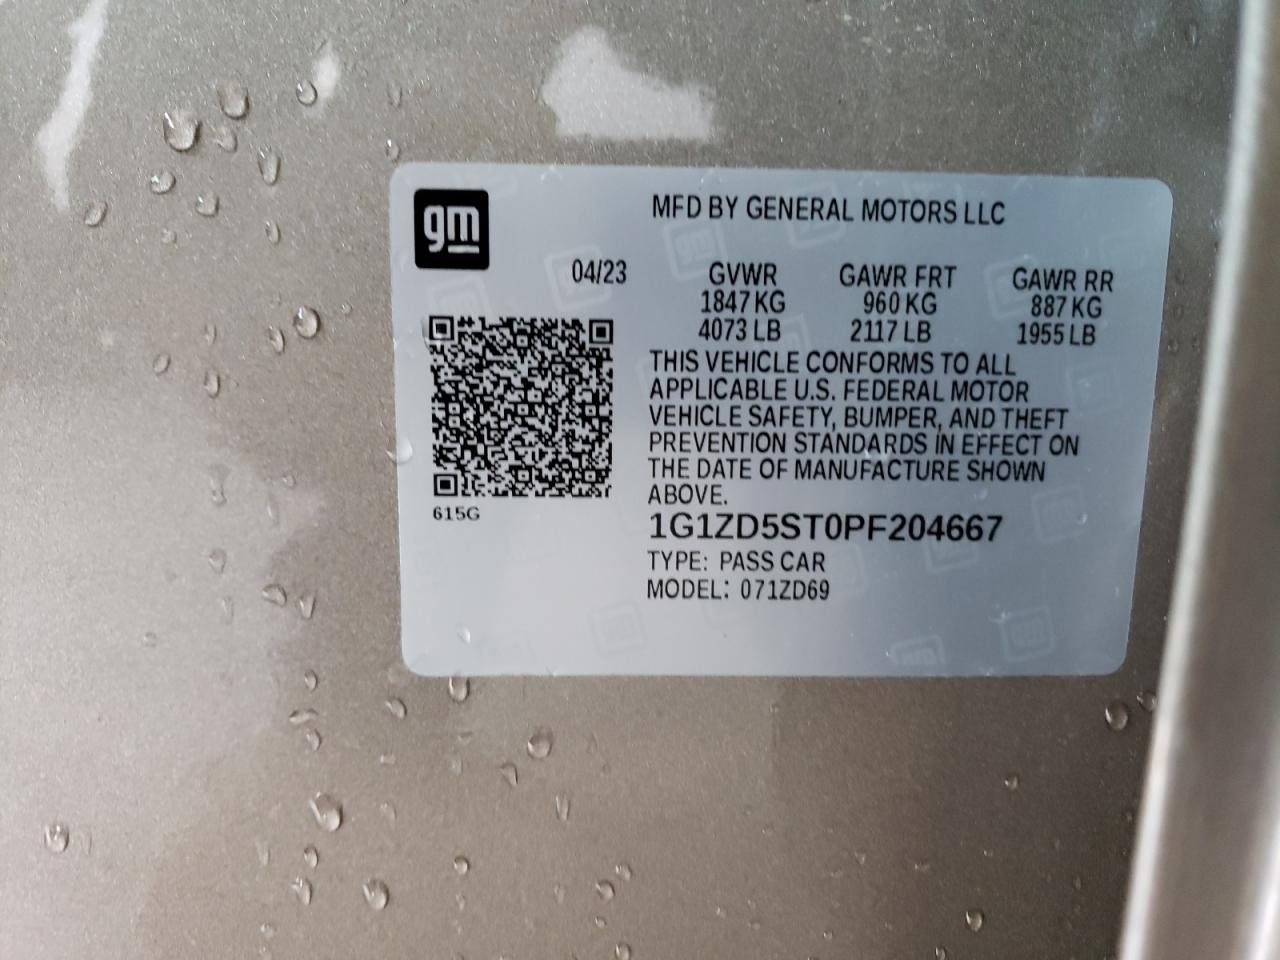 gm
MFD BY GENERAL MOTORS LLC
04/23 GVWR GAWR FRT GAWR RR
1847 KG 960 KG 887 KG
4073 LB 2117 LB 1955 LB
THIS VEHICLE CONFORMS TO ALL
APPLICABLE U.S. FEDERAL MOTOR
VEHICLE SAFETY, BUMPER, AND THEFT
PREVENTION STANDARDS IN EFFECT ON
THE DATE OF MANUFACTURE SHOWN
ABOVE.
615G
1G1ZD5ST0PF204667
TYPE: PASS CAR
MODEL: 071ZD69